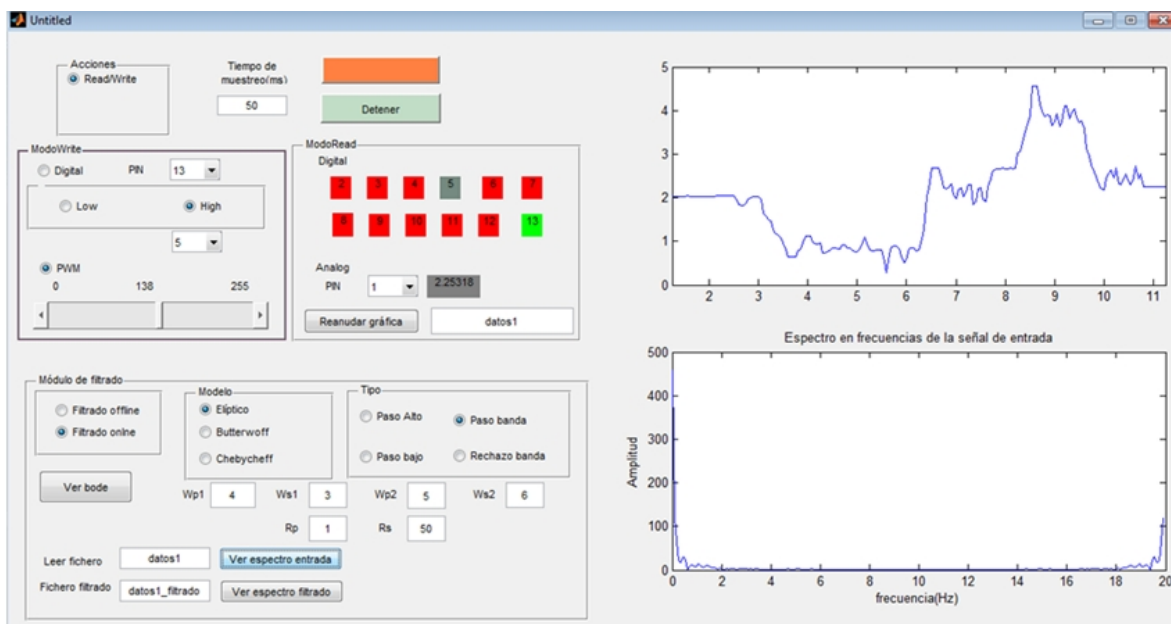 Untitled
Acciones
Read/Write
Tiempo de
muestreo(ms)
50
Detener
ModoWrite
Digital PIN 13
Low High
5
PWM
0 138 255
ModoRead
Digital
2 3 4 5 6 7
8 9 10 11 12 13
Analog
PIN 1 2.25318
Reanudar gráfica datos1
Módulo de filtrado
Filtrado offline
Filtrado onlne
Ver bode
Modelo
Elíptico
Butterwoff
Chebycheff
Tipo
Paso Alto Paso banda
Paso bajo Rechazo banda
Wp1 4 Ws1 3 Wp2 5 Ws2 6
Rp 1 Rs 50
Leer fichero datos1 Ver espectro entrada
Fichero filtrado datos1_filtrado Ver espectro filtrado
5
4
3
2
1
0
2 3 4 5 6 7 8 9 10 11
Espectro en frecuencias de la señal de entrada
500
400
300
200
100
0
Amplitud
0 2 4 6 8 10 12 14 16 18 20
frecuencia(Hz)